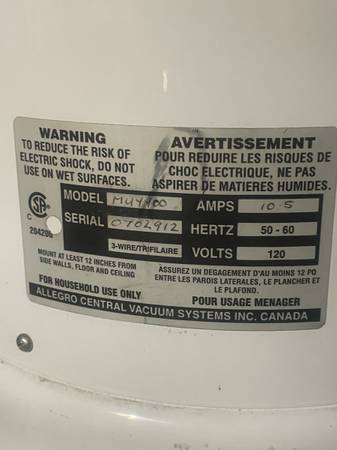 WARNING
TO REDUCE THE RISK OF
ELECTRIC SHOCK, DO NOT
USE ON WET SURFACES.
AVERTISSEMENT
POUR REDUIRE LES RISQUES DE
CHOC ELECTRIQUE, NE PAS
ASPIRER DE MATIERES HUMIDES.
C
SA
MODEL
SERIAL 0702912
3-WIRE/TRIFILAIRE
AMPS 10.5
HERTZ 50 - 60
VOLTS 120
MOUNT AT LEAST 12 INCHES FROM
SIDE WALLS, FLOOR AND CEILING
ASSUREZ UN DEGAGEMENT D'AU MOINS 12 PO
ENTRE LES PAROIS LATERALES, LE PLANCHER ET
LE PLAFOND.
FOR HOUSEHOLD USE ONLY
POUR USAGE MENAGER
ALLEGRO CENTRAL VACUUM SYSTEMS INC. CANADA